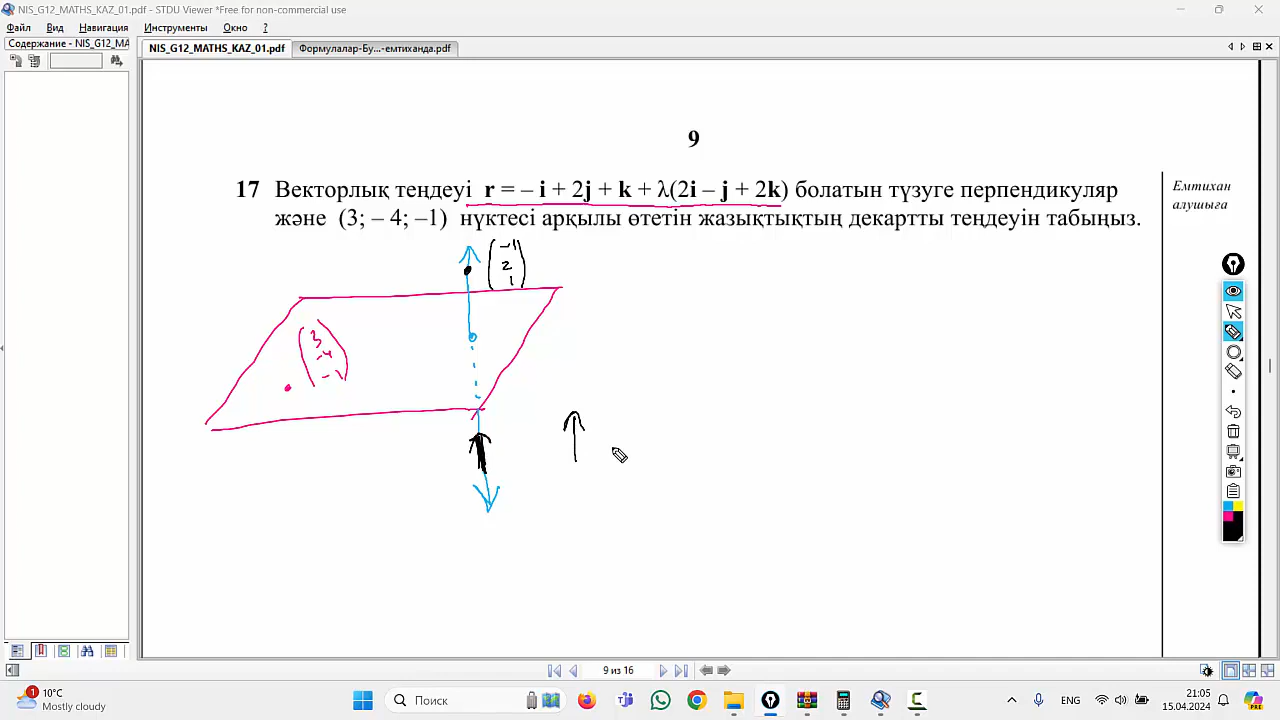 NIS_G12_MATHS_KAZ_01.pdf - STDU Viewer *Free for non-commercial use
Файл Вид Навигация Инструменты Окно ?
Содержание - NIS_G12_MA
NIS_G12_MATHS_KAZ_01.pdf
Формулалар-Бу...-емтиханда.pdf
9
17 Векторлық теңдеуі r = – i + 2j + k + λ(2i – j + 2k) болатын түзуге перпендикуляр
және (3; – 4; –1) нүктесі арқылы өтетін жазықтықтың декартты теңдеуін табыңыз.
Емтихан
алушыға
-1
2
1
3
-4
-1
9 из 16
10°C
Mostly cloudy
1
Поиск
ENG
21:05
15.04.2024
PRE